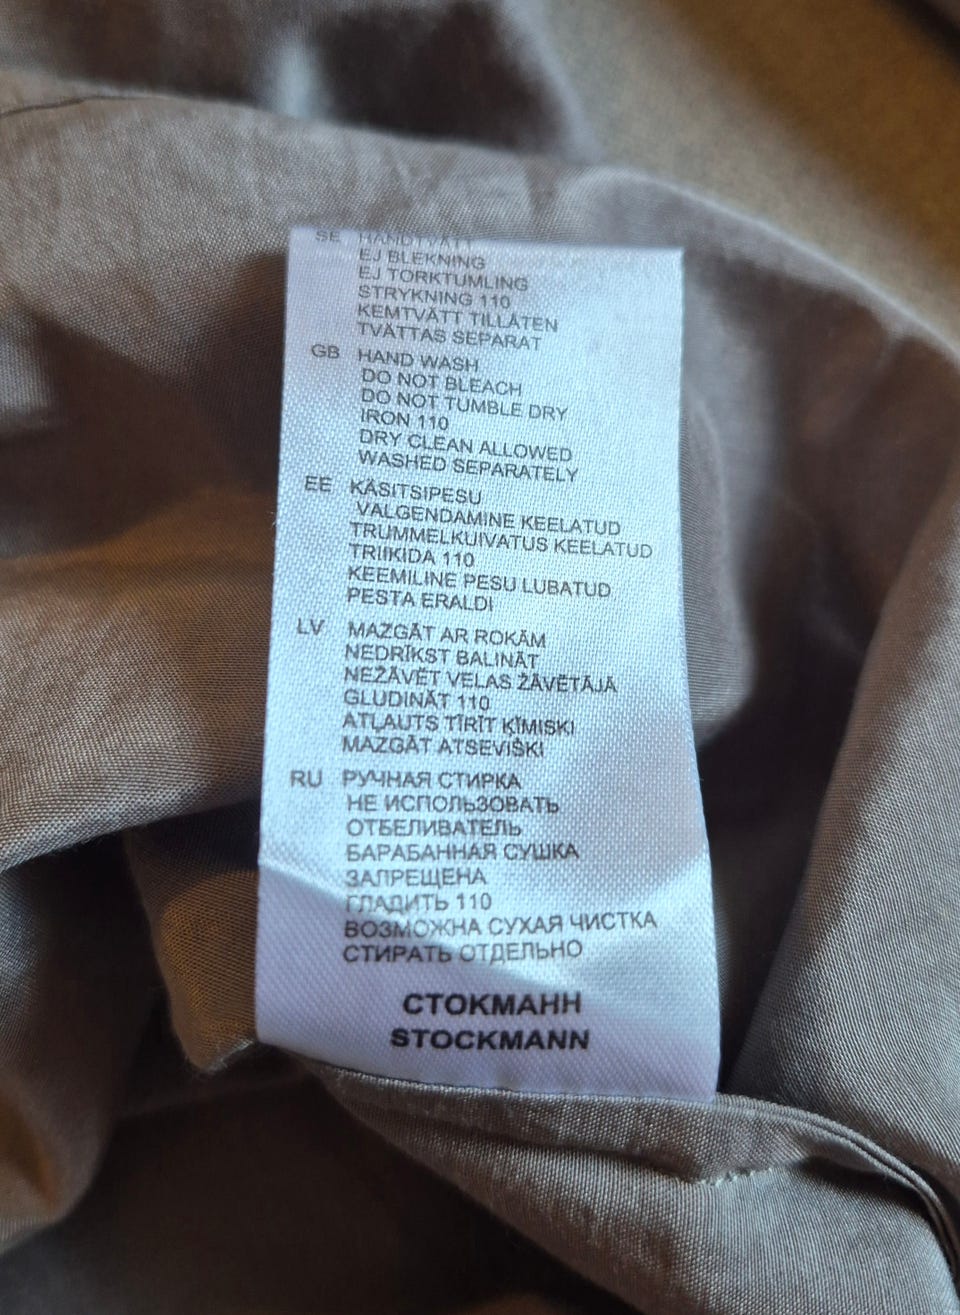 SE HANDTVÄTT
EJ BLEKNING
EJ TORKTUMLING
STRYKNING 110
KEMTVÄTT TILLÅTEN
TVÄTTAS SEPARAT
GB HAND WASH
DO NOT BLEACH
DO NOT TUMBLE DRY
IRON 110
DRY CLEAN ALLOWED
WASHED SEPARATELY
EE KÄSITSIPESU
VALGENDAMINE KEELATUD
TRUMMELKUIVATUS KEELATUD
TRIIKIDA 110
KEEMILINE PESU LUBATUD
PESTA ERALDI
LV MAZGĀT AR ROKĀM
NEDRĪKST BALINĀT
NEŽĀVĒT VELAS ŽĀVĒTĀJĀ
GLUDINĀT 110
ATĻAUTS TĪRĪT ĶĪMISKI
MAZGĀT ATSEVIŠĶI
RU РУЧНАЯ СТИРКА
НЕ ИСПОЛЬЗОВАТЬ
ОТБЕЛИВАТЕЛЬ
БАРАБАННАЯ СУШКА
ЗАПРЕЩЕНА
ГЛАДИТЬ 110
ВОЗМОЖНА СУХАЯ ЧИСТКА
СТИРАТЬ ОТДЕЛЬНО
СТОКМАНН
STOCKMANN